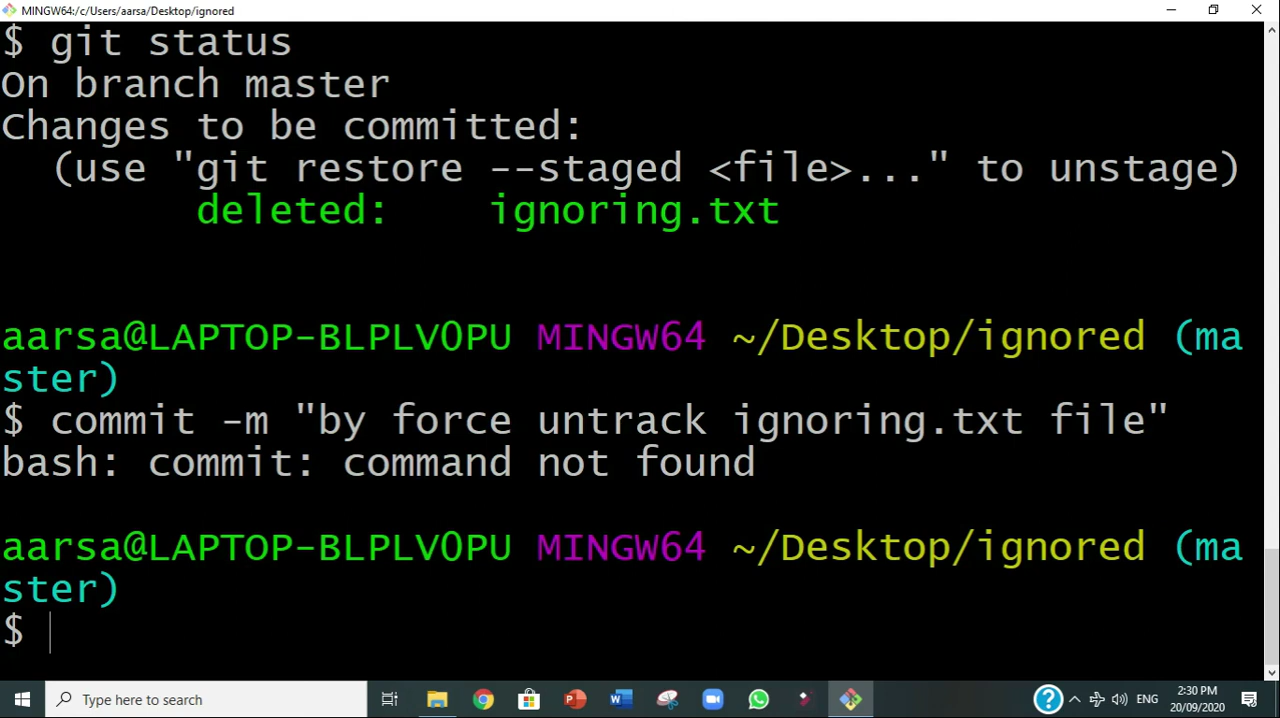 MINGW64:/c/Users/aarsa/Desktop/ignored
$ git status
On branch master
Changes to be committed:
  (use "git restore --staged <file>..." to unstage)
        deleted:    ignoring.txt
aarsa@LAPTOP-BLPLV0PU MINGW64 ~/Desktop/ignored (ma
ster)
$ commit -m "by force untrack ignoring.txt file"
bash: commit: command not found
aarsa@LAPTOP-BLPLV0PU MINGW64 ~/Desktop/ignored (ma
ster)
$
Type here to search
ENG
2:30 PM
20/09/2020